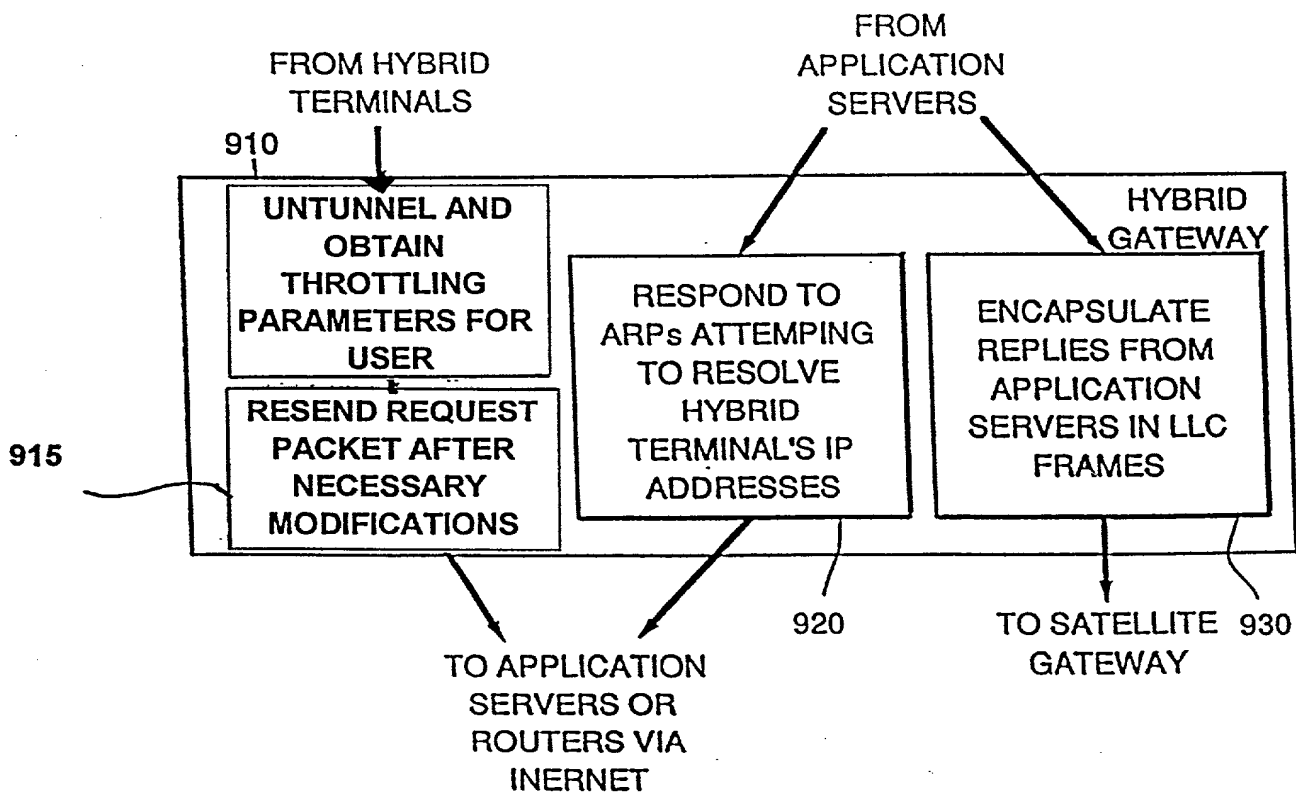 FROM HYBRID
TERMINALS
FROM
APPLICATION
SERVERS
910
UNTUNNEL AND
OBTAIN
THROTTLING
PARAMETERS FOR
USER
915
RESEND REQUEST
PACKET AFTER
NECESSARY
MODIFICATIONS
RESPOND TO
ARPs ATTEMPING
TO RESOLVE
HYBRID
TERMINAL'S IP
ADDRESSES
HYBRID
GATEWAY
ENCAPSULATE
REPLIES FROM
APPLICATION
SERVERS IN LLC
FRAMES
920
930
TO APPLICATION
SERVERS OR
ROUTERS VIA
INERNET
TO SATELLITE
GATEWAY